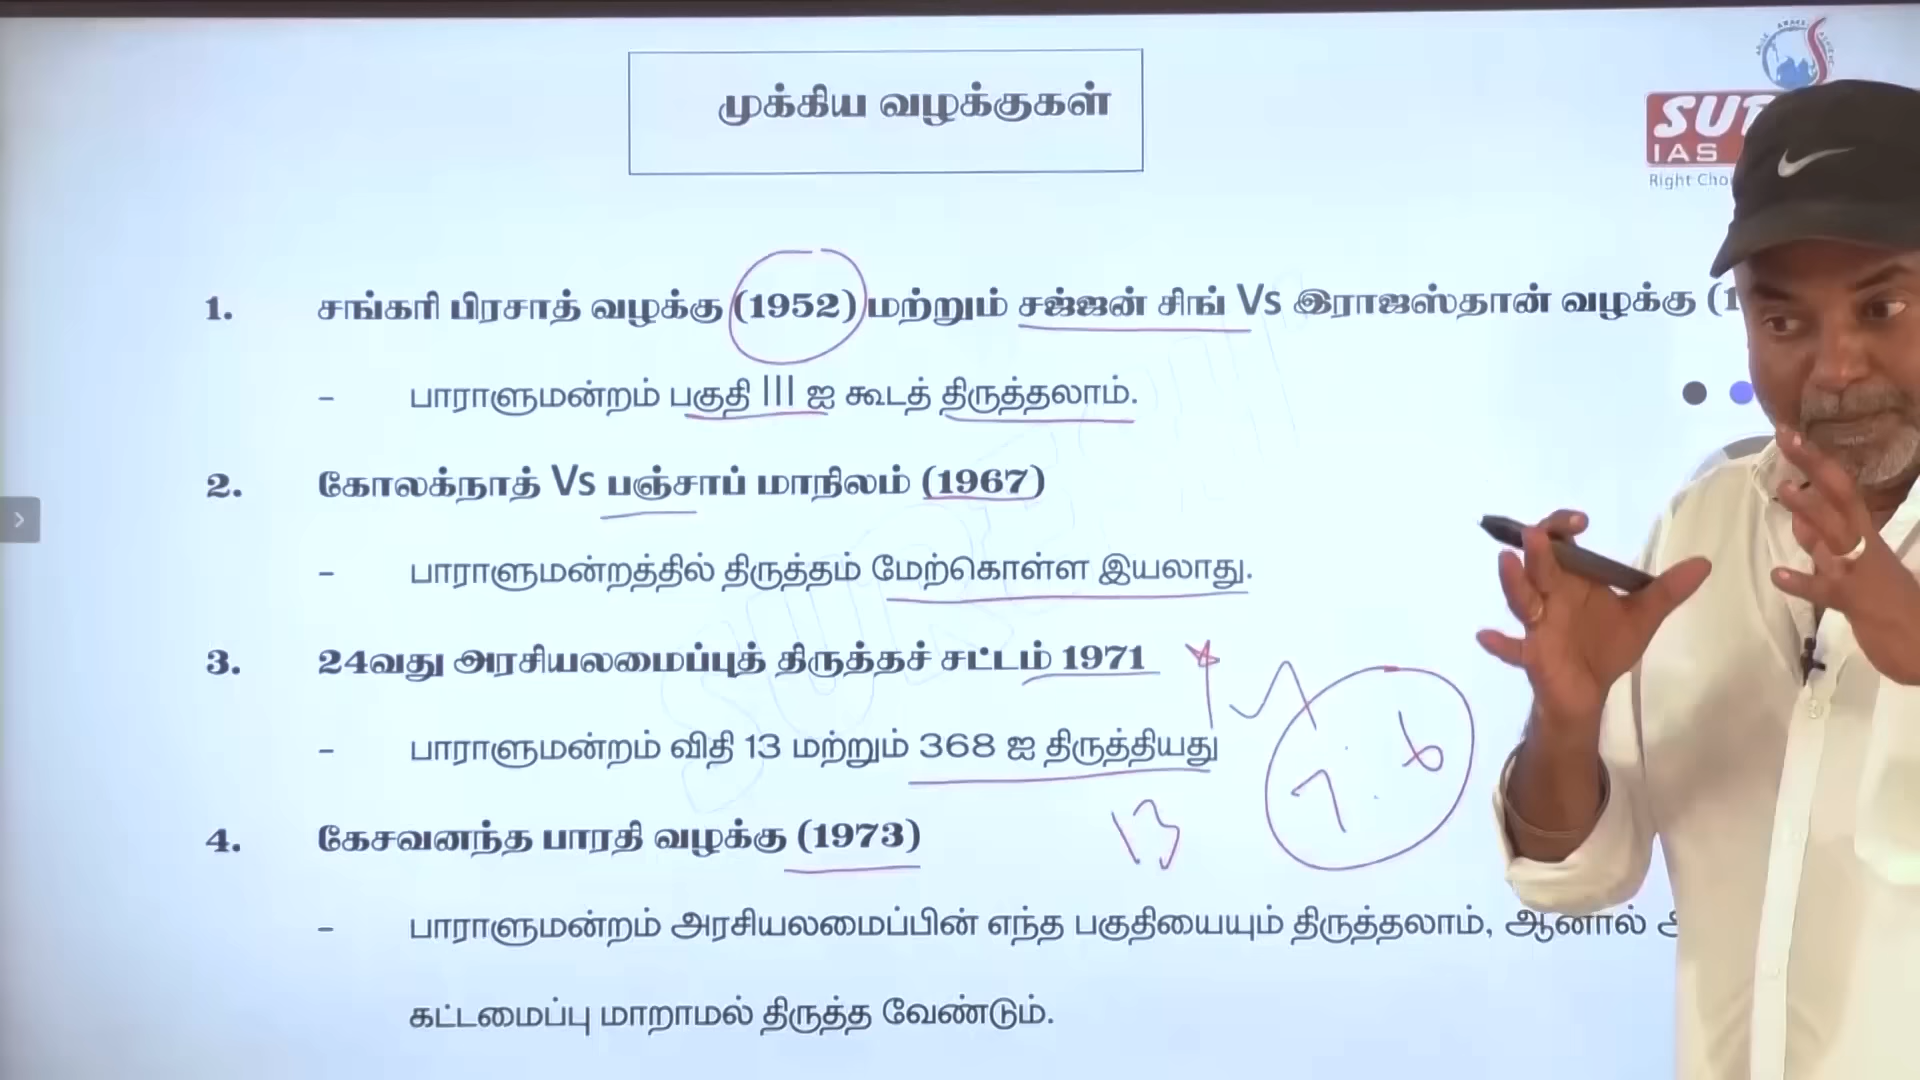 முக்கிய வழக்குகள்
SU
IAS
Right
1. சங்கரி பிரசாத் வழக்கு (1952) மற்றும் சஜ்ஜன் சிங் Vs இராஜஸ்தான் வழக்கு (1
- பாராளுமன்றம் பகுதி III ஐ கூடத் திருத்தலாம்.
2. கோலக்நாத் Vs பஞ்சாப் மாநிலம் (1967)
- பாராளுமன்றத்தில் திருத்தம் மேற்கொள்ள இயலாது.
3. 24வது அரசியலமைப்புத் திருத்தச் சட்டம் 1971
- பாராளுமன்றம் விதி 13 மற்றும் 368 ஐ திருத்தியது
7:6
13
4. கேசவனந்த பாரதி வழக்கு (1973)
- பாராளுமன்றம் அரசியலமைப்பின் எந்த பகுதியையும் திருத்தலாம், ஆனால்
கட்டமைப்பு மாறாமல் திருத்த வேண்டும்.